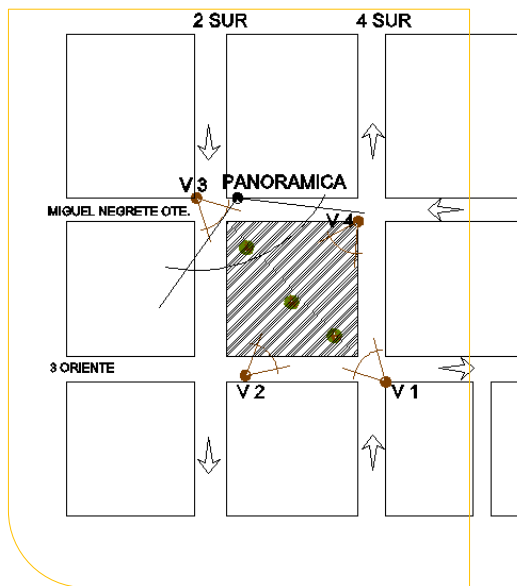 2 SUR
4 SUR
V 3
PANORAMICA
MIGUEL NEGRETE OTE.
V 4
3 ORIENTE
V 2
V 1